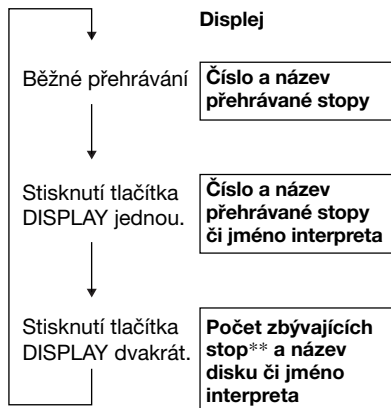 Displej
Běžné přehrávání
Číslo a název
přehrávané stopy
Stisknutí tlačítka
DISPLAY jednou.
Číslo a název
přehrávané stopy
či jméno interpreta
Stisknutí tlačítka
DISPLAY dvakrát.
Počet zbývajících
stop** a název
disku či jméno
interpreta